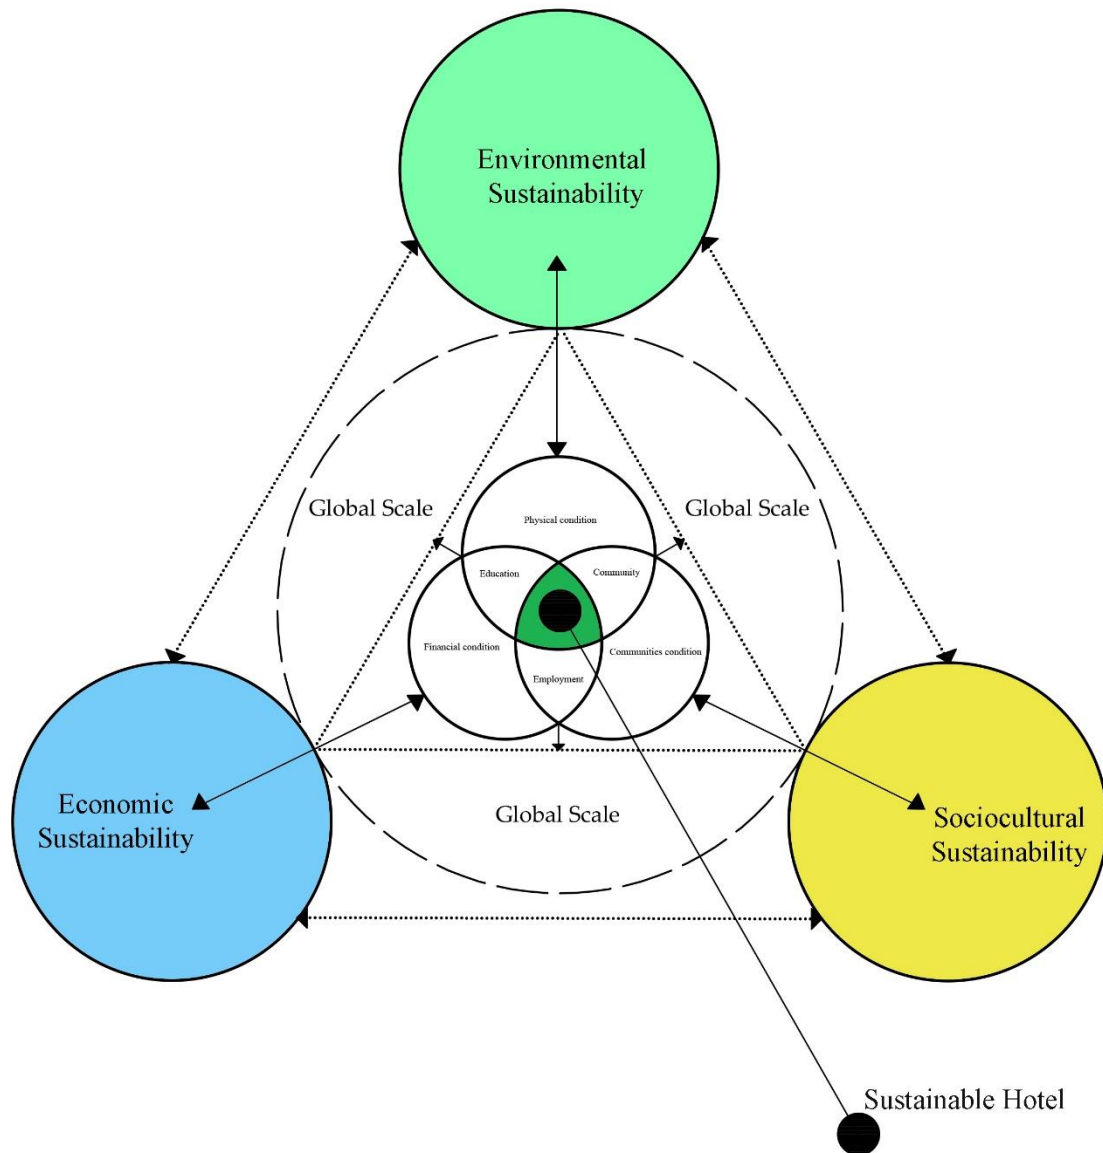 Environmental
Sustainability
Global Scale
Global Scale
Physical condition
Education
Community
Financial condition
Communities condition
Employment
Economic
Sustainability
Global Scale
Sociocultural
Sustainability
Sustainable Hotel